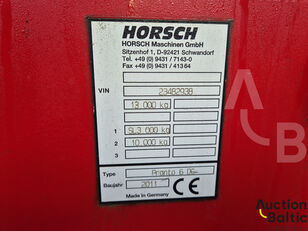 HORSCH
HORSCH Maschinen GmbH
Sitzenhof 1, D-92421 Schwandorf
Tel. +49 (0) 9431 / 7143-0
Fax +49 (0) 9431 / 41364
VIN 23482938
13 000 kg
1 SL3 000 kg
2 10 000 kg
3
Type Pronto 6 DC
Baujahr 2011 CE
Made in Germany
Auction
Baltic
AB